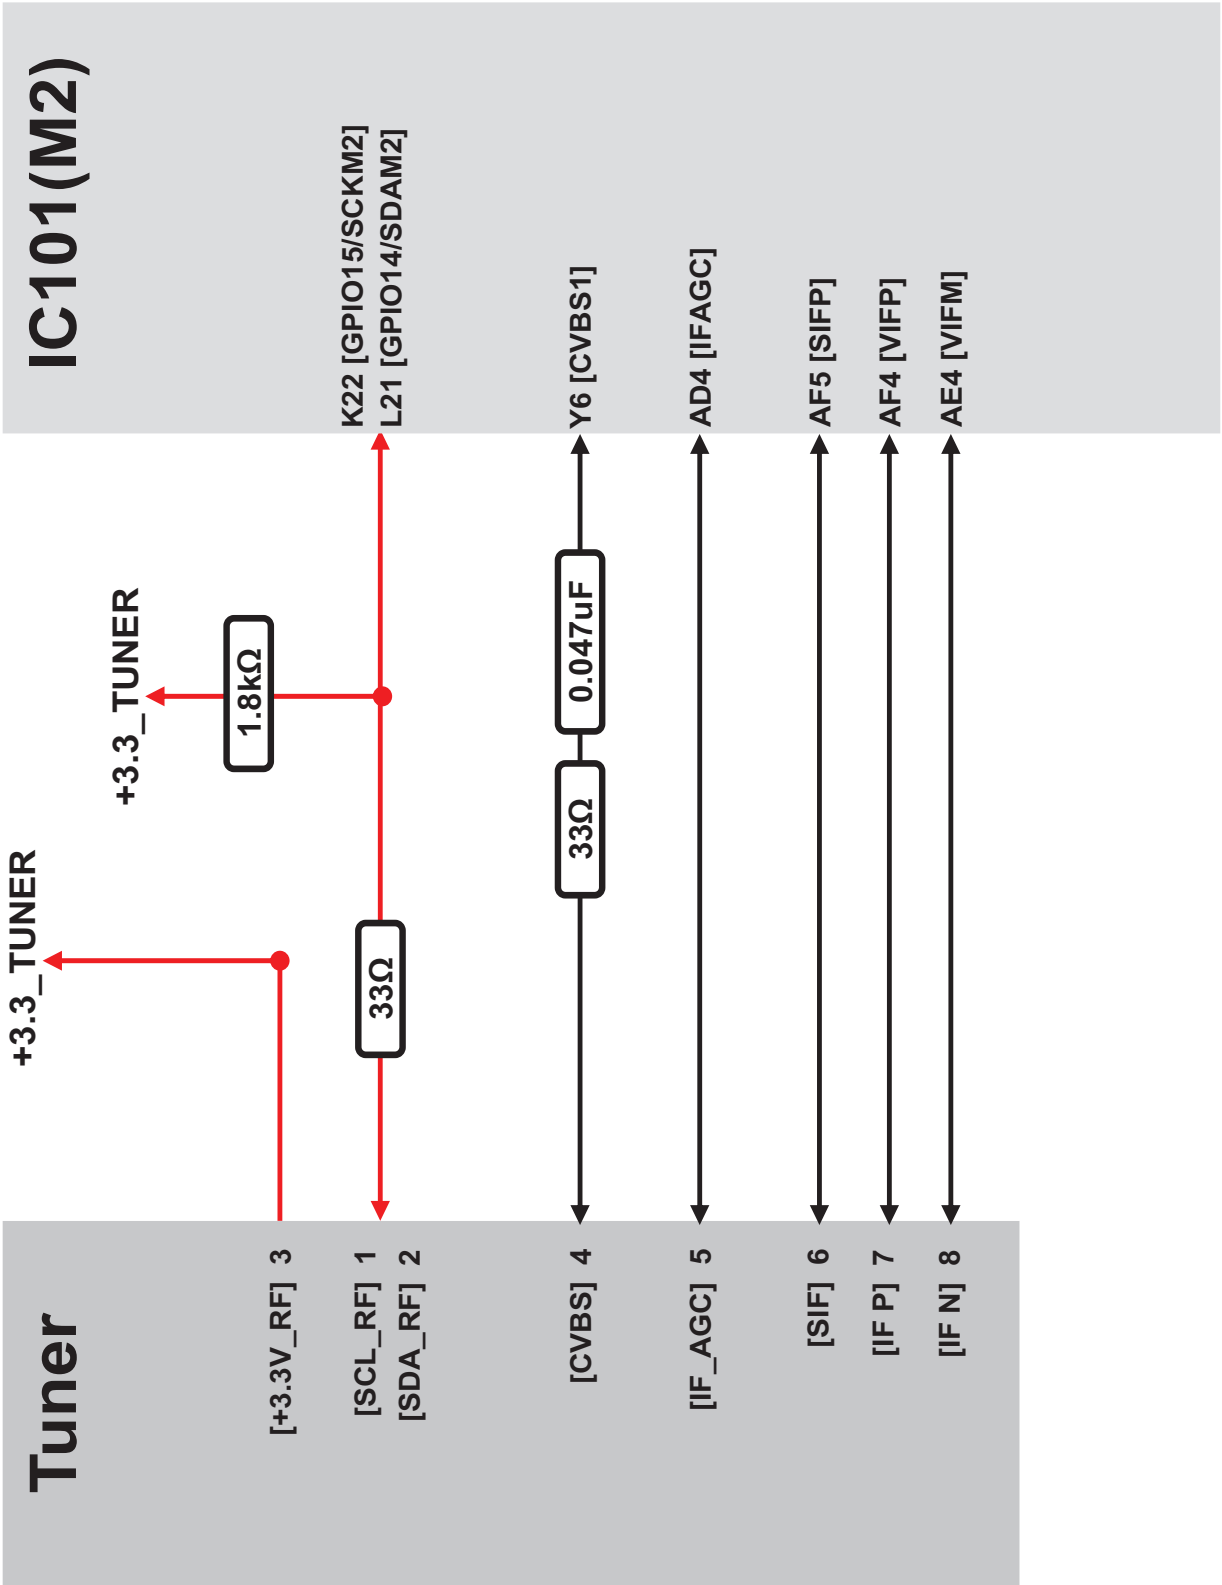 Tuner
[+3.3V_RF] 3
[SCL_RF] 1
[SDA_RF] 2
[CVBS] 4
[IF_AGC] 5
[SIF] 6
[IF P] 7
[IF N] 8
+3.3_TUNER
+3.3_TUNER
1.8kΩ
33Ω
33Ω
0.047uF
IC101(M2)
K22 [GPIO15/SCKM2]
L21 [GPIO14/SDAM2]
Y6 [CVBS1]
AD4 [IFAGC]
AF5 [SIFP]
AF4 [VIFP]
AE4 [VIFM]